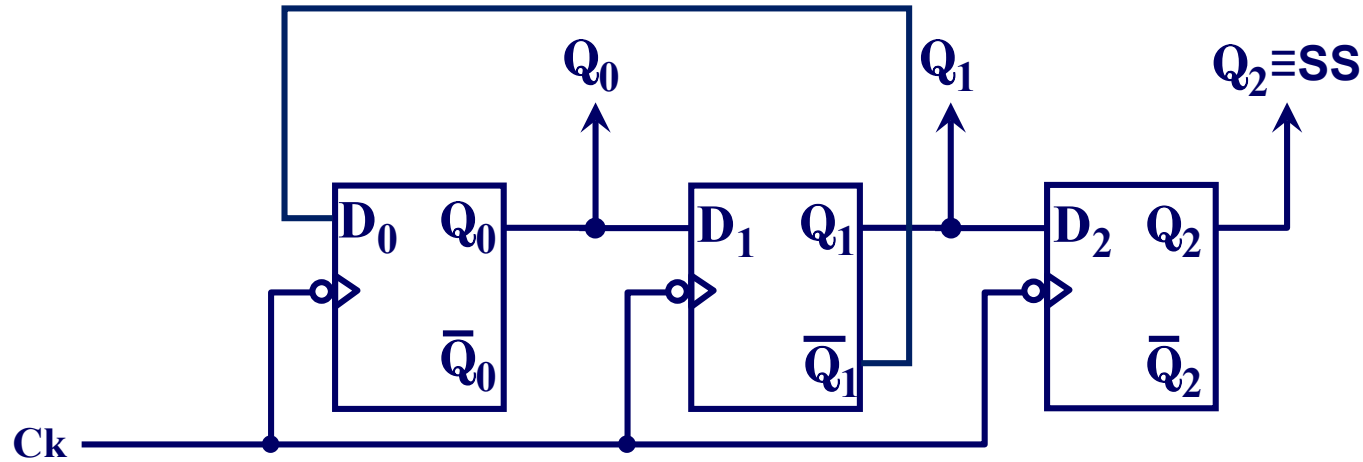 Q₀ Q₁ Q₂≡SS
D₀ Q₀ D₁ Q₁ D₂ Q₂
Q̅₀ Q̅₁ Q̅₂
Ck